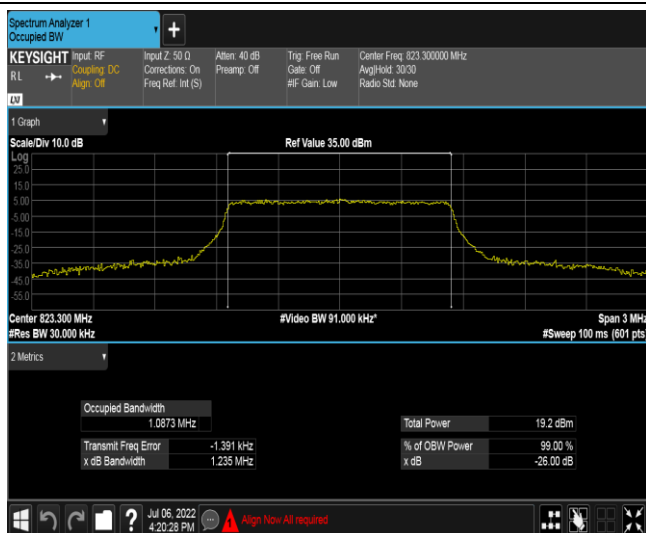 Spectrum Analyzer 1
Occupied BW
+
KEYSIGHT
RL
LXI
Input: RF
Coupling: DC
Align: Off
Input Z: 50 Ω
Corrections: On
Freq Ref: Int (S)
Atten: 40 dB
Preamp: Off
Trig: Free Run
Gate: Off
#IF Gain: Low
Center Freq: 823.300000 MHz
Avg|Hold: 30/30
Radio Std: None
1 Graph
Scale/Div 10.0 dB
Ref Value 35.00 dBm
Log
25.0
15.0
5.00
-5.00
-15.0
-25.0
-35.0
-45.0
-55.0
Center 823.300 MHz
#Video BW 91.000 kHz*
Span 3 MHz
#Res BW 30.000 kHz
#Sweep 100 ms (601 pts)
2 Metrics
Occupied Bandwidth
1.0873 MHz
Total Power 19.2 dBm
Transmit Freq Error -1.391 kHz
% of OBW Power 99.00 %
x dB Bandwidth 1.235 MHz
x dB -26.00 dB
?
Jul 06, 2022
4:20:28 PM
Align Now All required